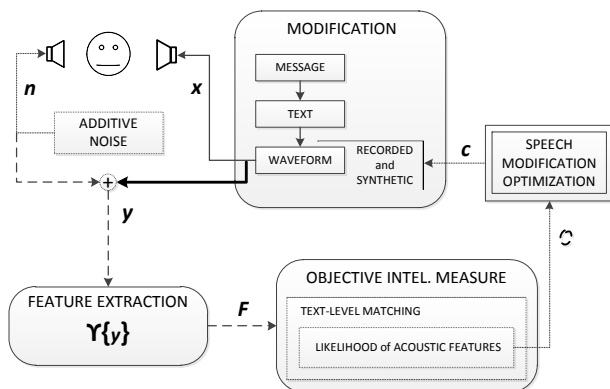 MODIFICATION
MESSAGE
TEXT
WAVEFORM
RECORDED
and
SYNTHETIC
n
x
ADDITIVE
NOISE
+
y
c
SPEECH
MODIFICATION
OPTIMIZATION
FEATURE EXTRACTION
ϒ{y}
F
OBJECTIVE INTEL. MEASURE
TEXT-LEVEL MATCHING
LIKELIHOOD of ACOUSTIC FEATURES